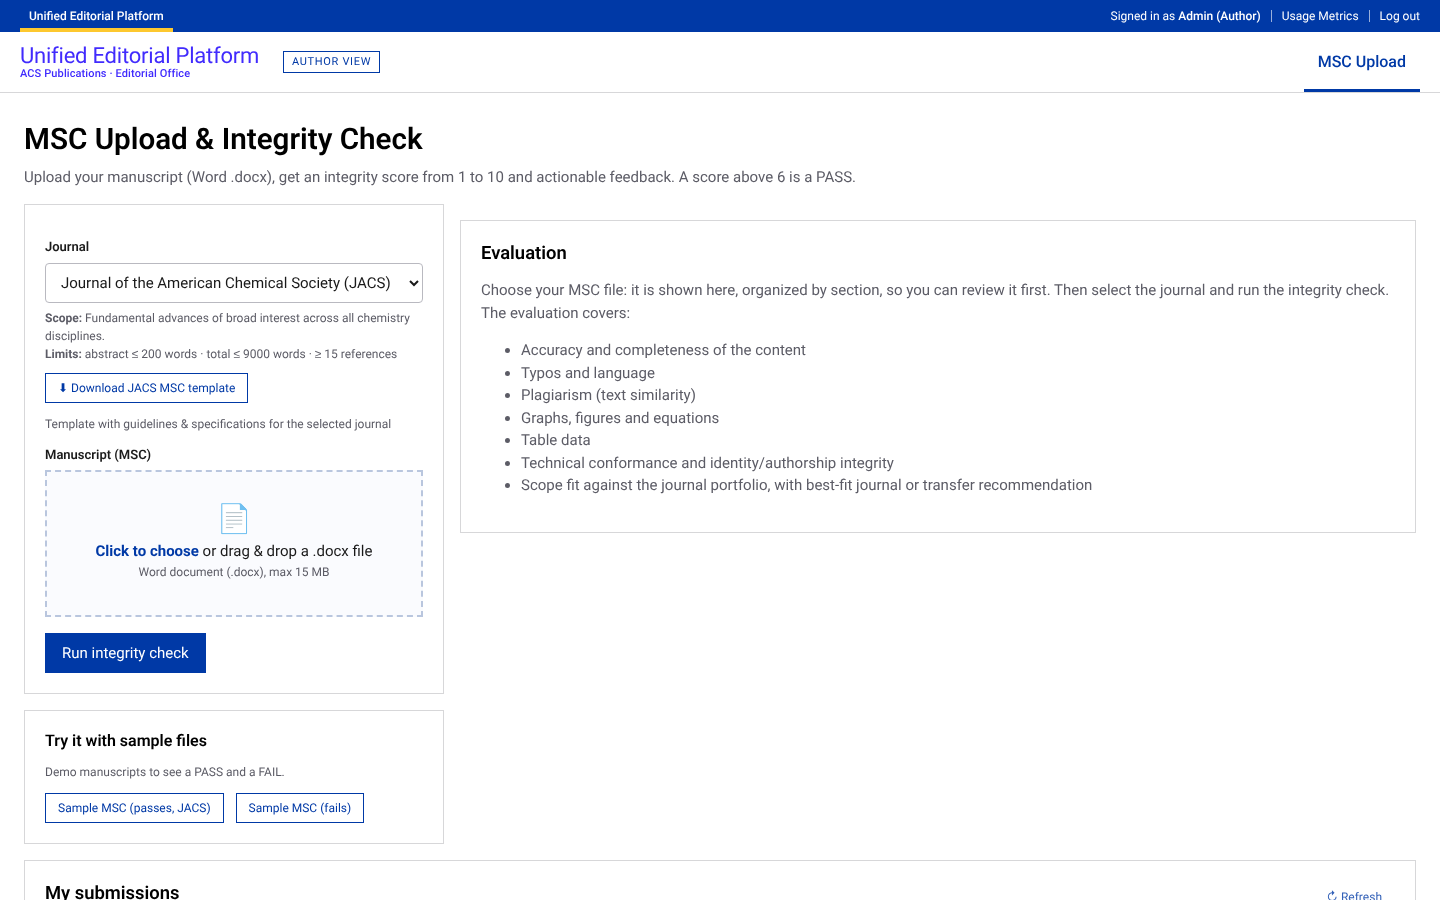 Unified Editorial Platform
Signed in as Admin (Author)
Usage Metrics
Log out
Unified Editorial Platform
ACS Publications · Editorial Office
AUTHOR VIEW
MSC Upload
MSC Upload & Integrity Check
Upload your manuscript (Word .docx), get an integrity score from 1 to 10 and actionable feedback. A score above 6 is a PASS.
Journal
Journal of the American Chemical Society (JACS)
Scope: Fundamental advances of broad interest across all chemistry
disciplines.
Limits: abstract ≤ 200 words · total ≤ 9000 words · ≥ 15 references
⬇ Download JACS MSC template
Template with guidelines & specifications for the selected journal
Manuscript (MSC)
Click to choose or drag & drop a .docx file
Word document (.docx), max 15 MB
Run integrity check
Evaluation
Choose your MSC file: it is shown here, organized by section, so you can review it first. Then select the journal and run the integrity check.
The evaluation covers:
• Accuracy and completeness of the content
• Typos and language
• Plagiarism (text similarity)
• Graphs, figures and equations
• Table data
• Technical conformance and identity/authorship integrity
• Scope fit against the journal portfolio, with best-fit journal or transfer recommendation
Try it with sample files
Demo manuscripts to see a PASS and a FAIL.
Sample MSC (passes, JACS)
Sample MSC (fails)
My submissions
↻ Refresh